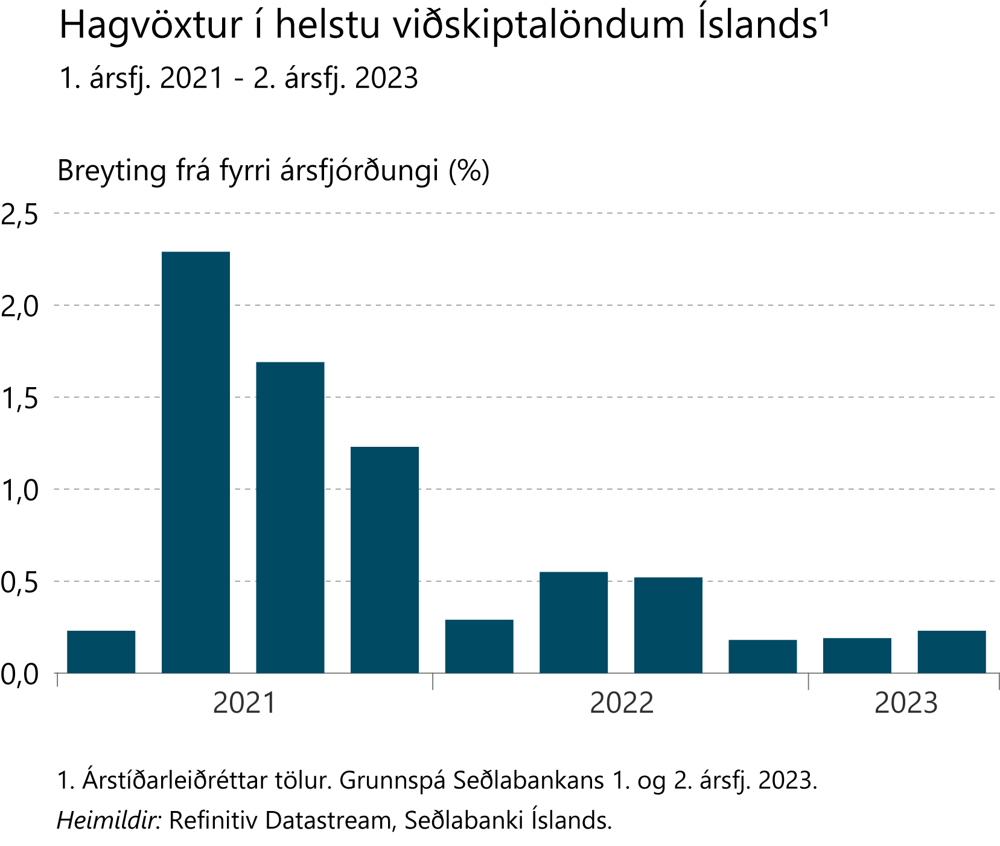 Hagvöxtur í helstu viðskiptalöndum Íslands¹
1. ársfj. 2021 - 2. ársfj. 2023
Breyting frá fyrri ársfjórðungi (%)
2,5
2,0
1,5
1,0
0,5
0,0
2021 2022 2023
1. Árstíðarleiðréttar tölur. Grunnspá Seðlabankans 1. og 2. ársfj. 2023.
Heimildir: Refinitiv Datastream, Seðlabanki Íslands.